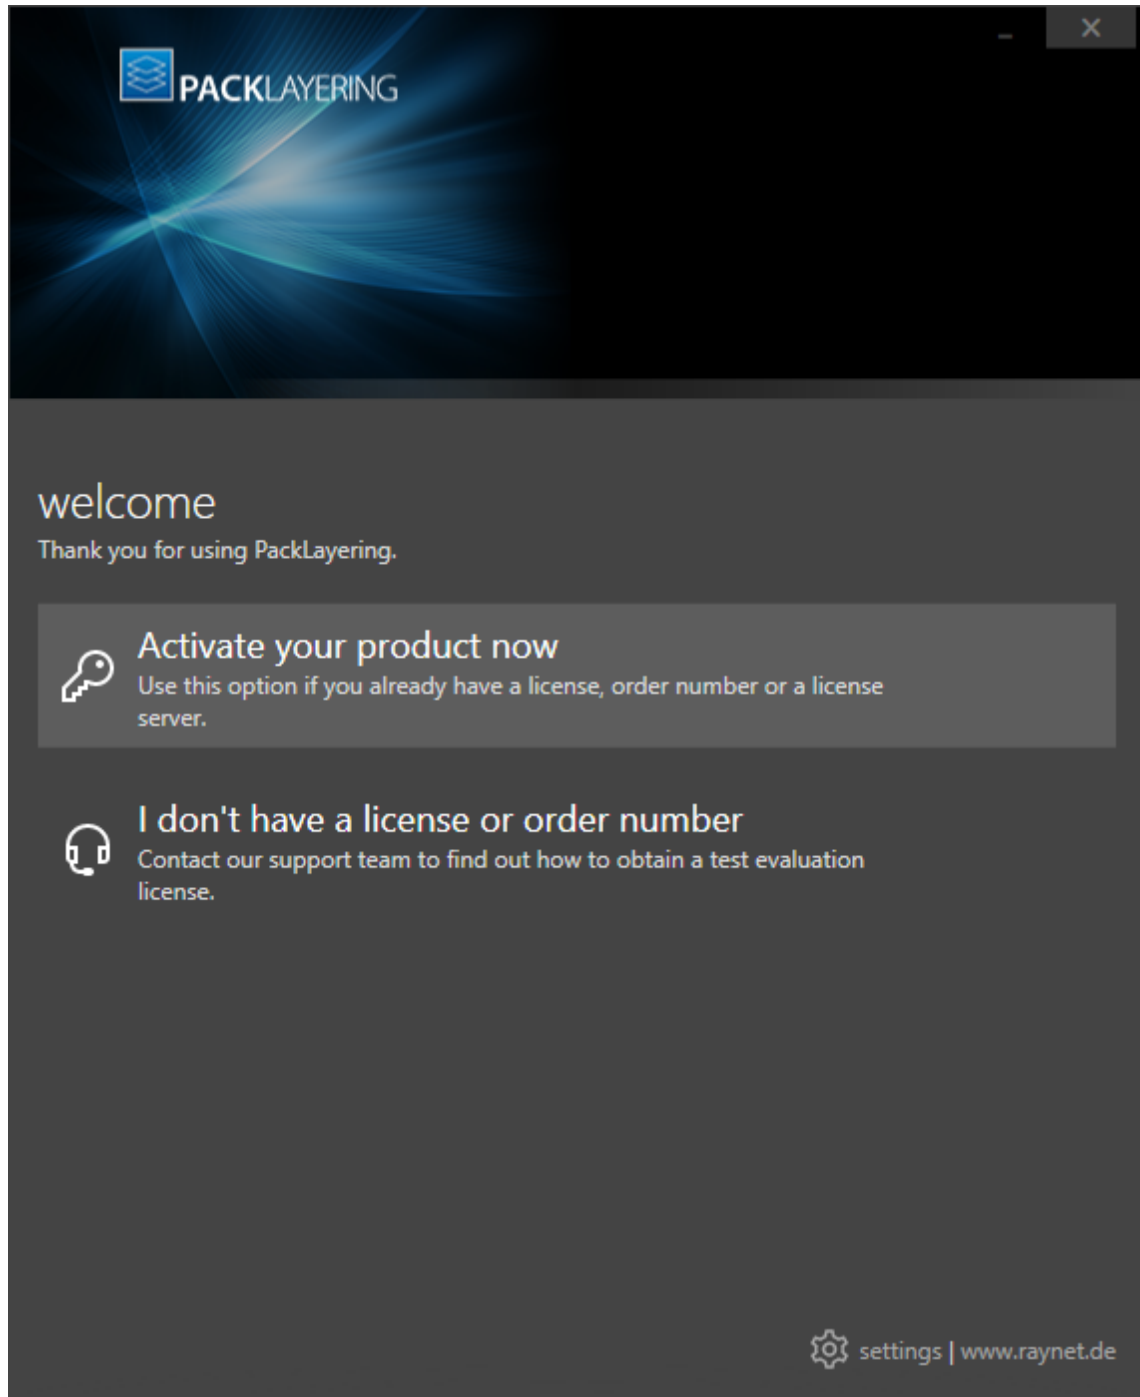 PACKLAYERING
welcome
Thank you for using PackLayering.
Activate your product now
Use this option if you already have a license, order number or a license
server.
I don't have a license or order number
Contact our support team to find out how to obtain a test evaluation
license.
settings | www.raynet.de